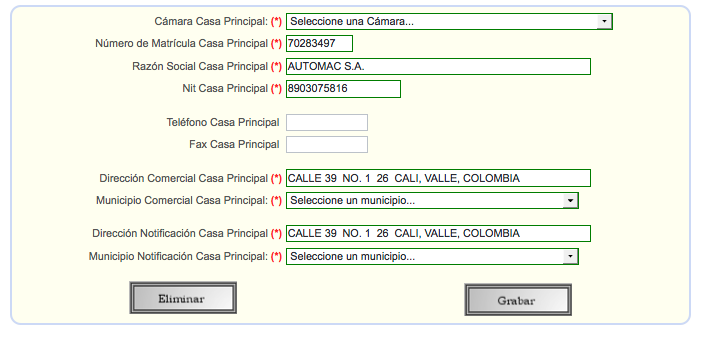 Cámara Casa Principal: (*) Seleccione una Cámara...
Número de Matrícula Casa Principal (*) 70283497
Razón Social Casa Principal (*) AUTOMAC S.A.
Nit Casa Principal (*) 8903075816
Teléfono Casa Principal
Fax Casa Principal
Dirección Comercial Casa Principal (*) CALLE 39 NO. 1 26 CALI, VALLE, COLOMBIA
Municipio Comercial Casa Principal: (*) Seleccione un municipio...
Dirección Notificación Casa Principal (*) CALLE 39 NO. 1 26 CALI, VALLE, COLOMBIA
Municipio Notificación Casa Principal: (*) Seleccione un municipio...
Eliminar Grabar